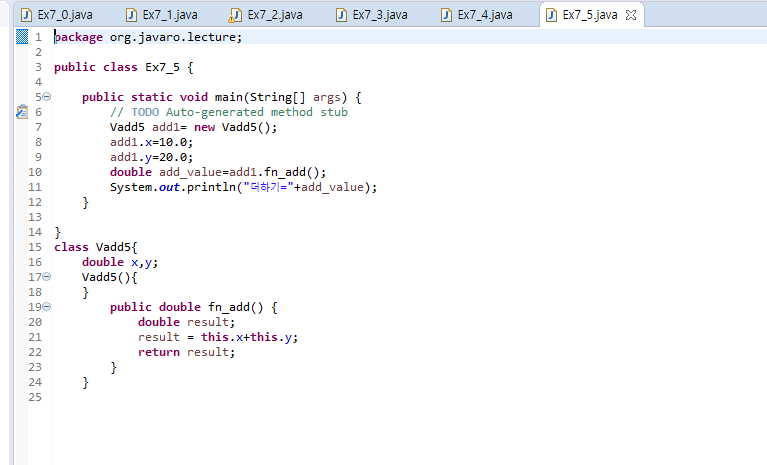 Ex7_0.java Ex7_1.java Ex7_2.java Ex7_3.java Ex7_4.java Ex7_5.java
1 package org.javaro.lecture;
2
3 public class Ex7_5 {
4
5     public static void main(String[] args) {
6         // TODO Auto-generated method stub
7         Vadd5 add1= new Vadd5();
8         add1.x=10.0;
9         add1.y=20.0;
10         double add_value=add1.fn_add();
11         System.out.println("더하기="+add_value);
12     }
13
14 }
15 class Vadd5{
16     double x,y;
17     Vadd5(){
18     }
19         public double fn_add() {
20             double result;
21             result = this.x+this.y;
22             return result;
23         }
24     }
25